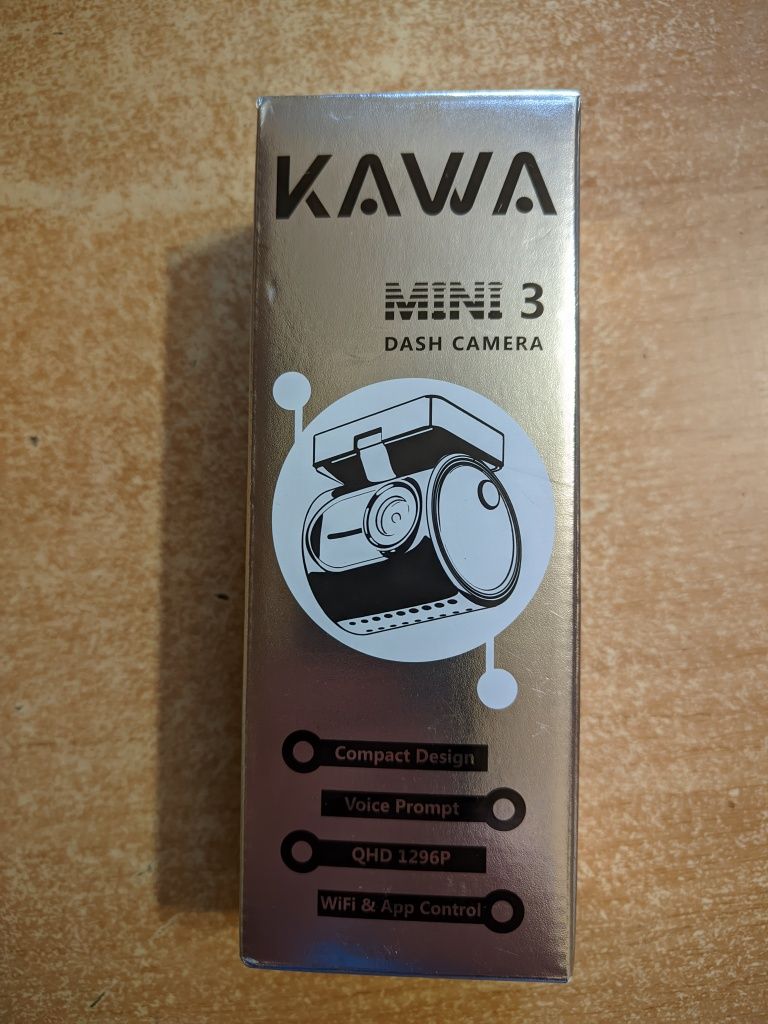 KAWA
MINI 3
DASH CAMERA
Compact Design
Voice Prompt
QHD 1296P
WiFi & App Control